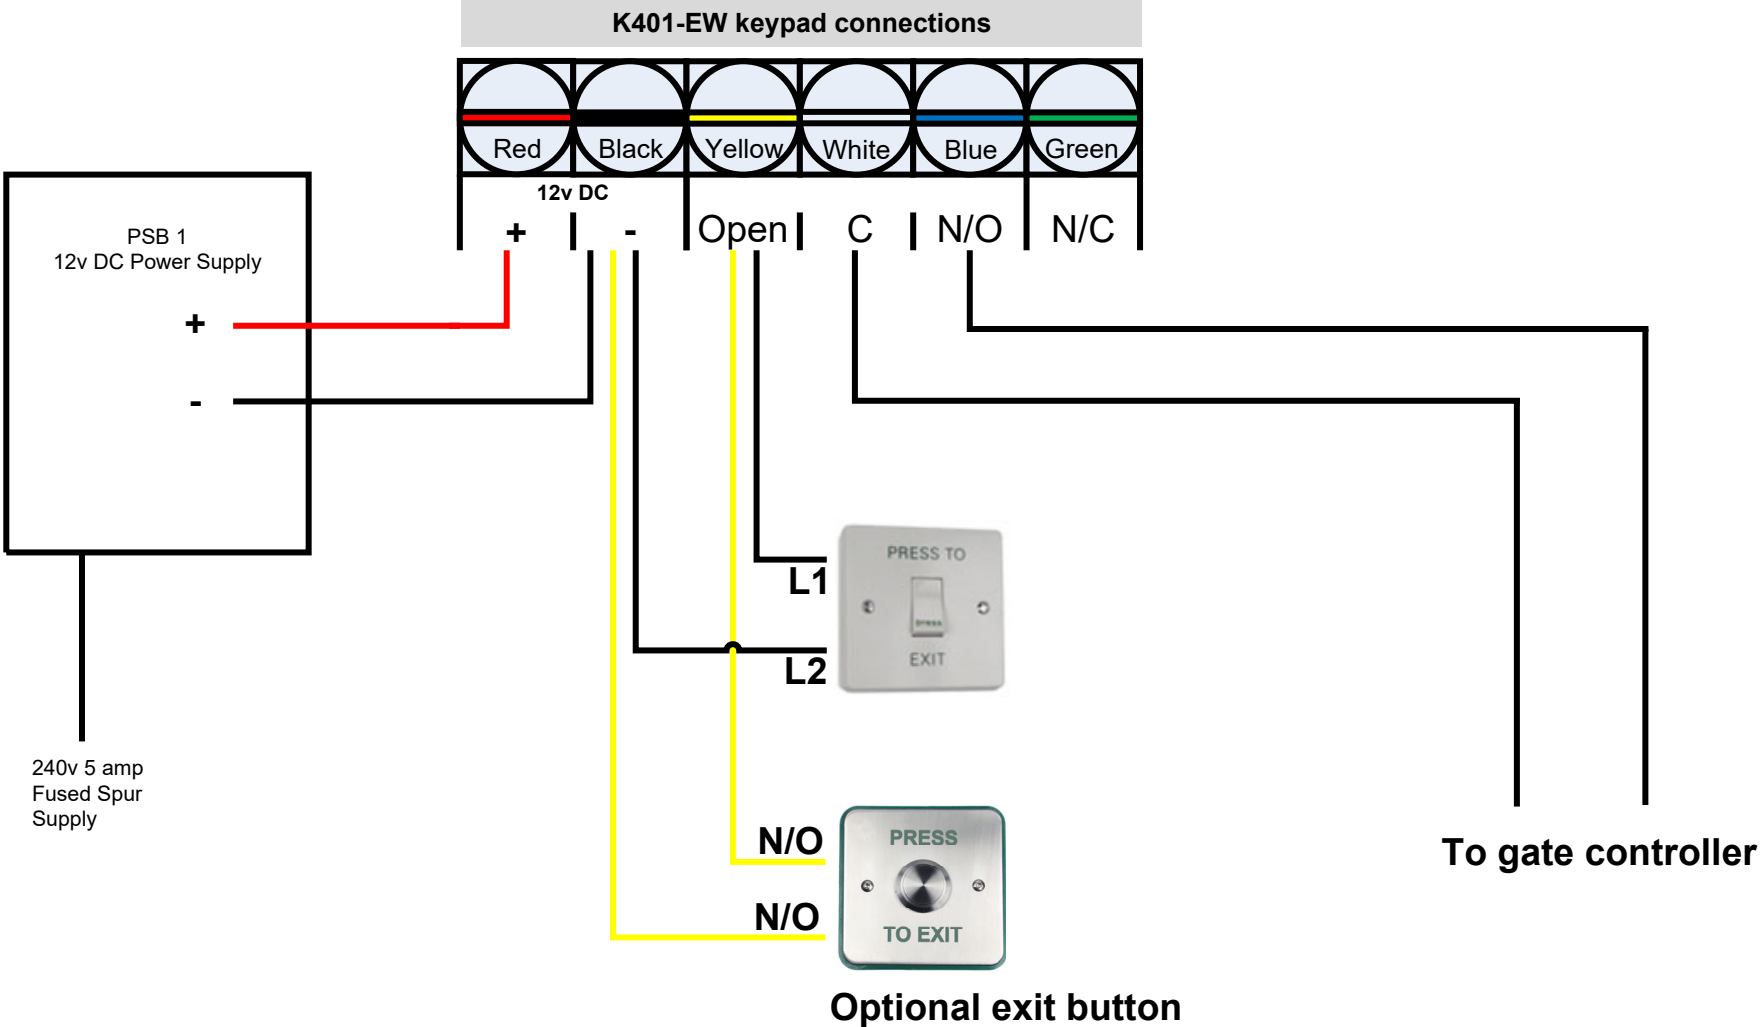 K401-EW keypad connections
Red Black Yellow White Blue Green
12v DC
+ - Open C N/O N/C
PSB 1
12v DC Power Supply
+
-
240v 5 amp
Fused Spur
Supply
L1
L2
PRESS TO
press
EXIT
N/O
N/O
PRESS
TO EXIT
To gate controller
Optional exit button